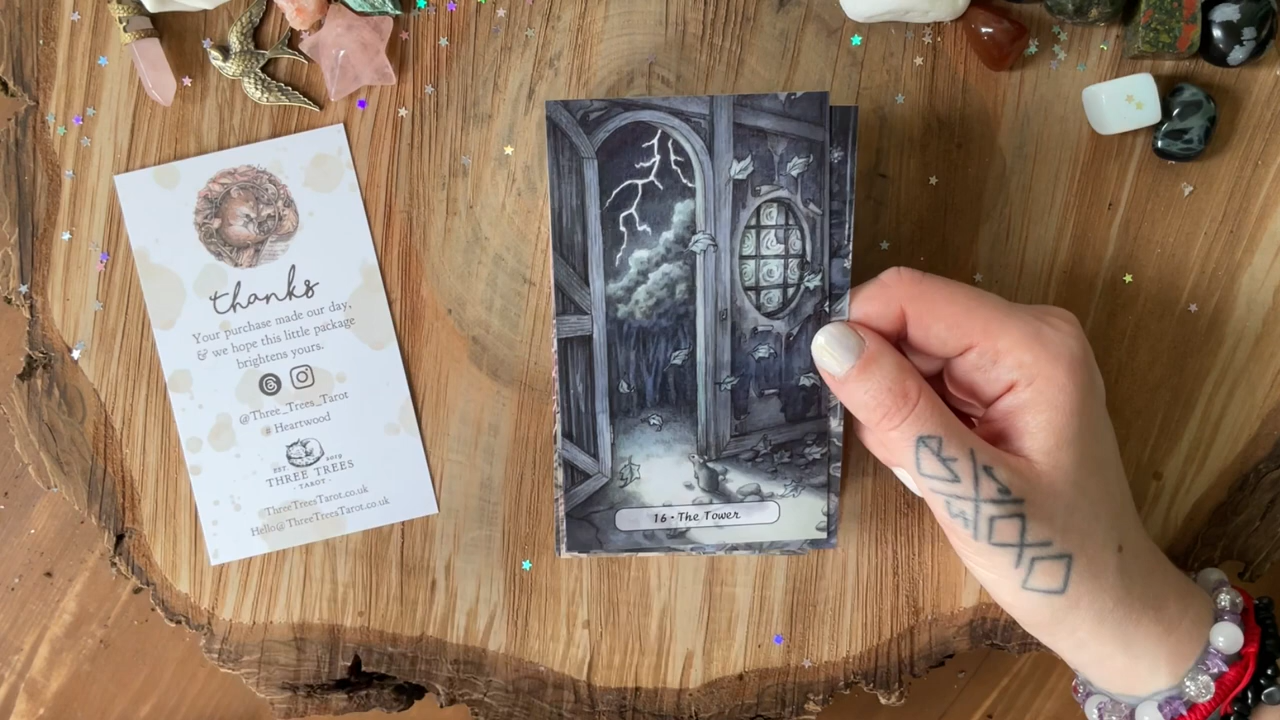 thanks
Your purchase made our day,
& we hope this little package
brightens yours.
@Three_Trees_Tarot
# Heartwood
EST 2019
THREE TREES
· TAROT ·
ThreeTreesTarot.co.uk
Hello@ThreeTreesTarot.co.uk
16 • The Tower